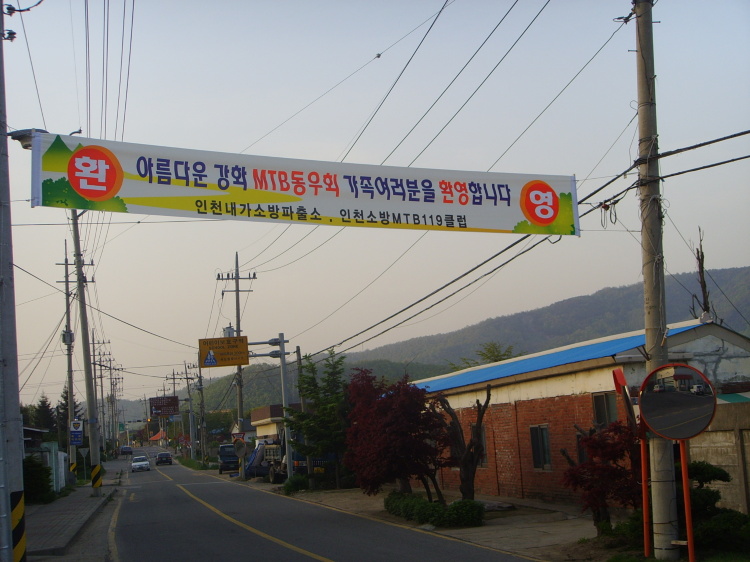 환 아름다운 강화 MTB동우회 가족여러분을 환영합니다 영
인천내가소방파출소 , 인천소방MTB119클럽